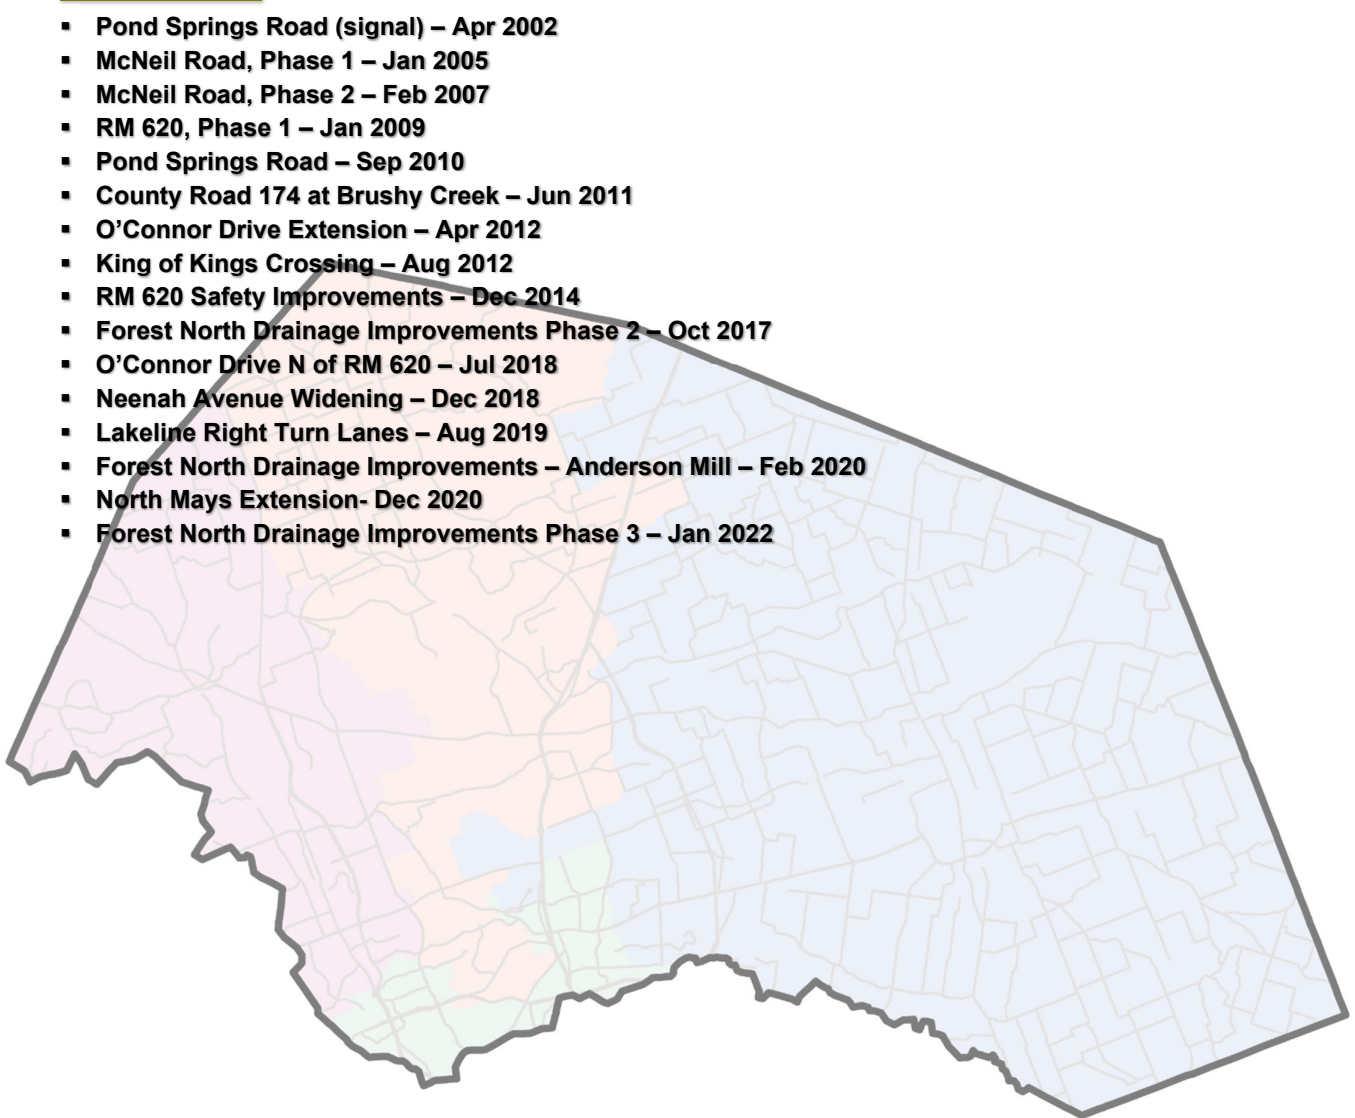 ▪ Pond Springs Road (signal) – Apr 2002
▪ McNeil Road, Phase 1 – Jan 2005
▪ McNeil Road, Phase 2 – Feb 2007
▪ RM 620, Phase 1 – Jan 2009
▪ Pond Springs Road – Sep 2010
▪ County Road 174 at Brushy Creek – Jun 2011
▪ O’Connor Drive Extension – Apr 2012
▪ King of Kings Crossing – Aug 2012
▪ RM 620 Safety Improvements – Dec 2014
▪ Forest North Drainage Improvements Phase 2 – Oct 2017
▪ O’Connor Drive N of RM 620 – Jul 2018
▪ Neenah Avenue Widening – Dec 2018
▪ Lakeline Right Turn Lanes – Aug 2019
▪ Forest North Drainage Improvements – Anderson Mill – Feb 2020
▪ North Mays Extension- Dec 2020
▪ Forest North Drainage Improvements Phase 3 – Jan 2022